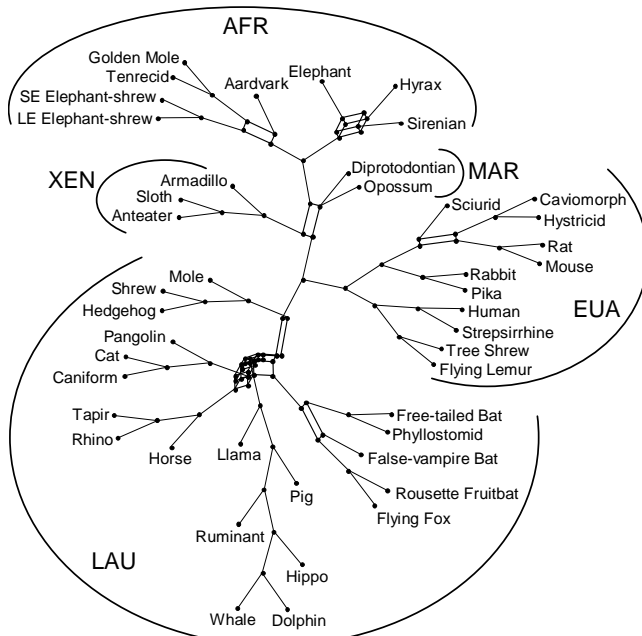 AFR
Golden Mole
Tenrecid
SE Elephant-shrew
LE Elephant-shrew
Aardvark
Elephant
Hyrax
Sirenian
XEN
Armadillo
Sloth
Anteater
Diprotodontian
Opossum
MAR
Sciurid
Caviomorph
Hystricid
Rat
Mouse
Rabbit
Pika
Human
Strepsirrhine
Tree Shrew
Flying Lemur
EUA
Mole
Shrew
Hedgehog
Pangolin
Cat
Caniform
Tapir
Rhino
Horse
Llama
Pig
Ruminant
Hippo
Whale
Dolphin
Free-tailed Bat
Phyllostomid
False-vampire Bat
Rousette Fruitbat
Flying Fox
LAU